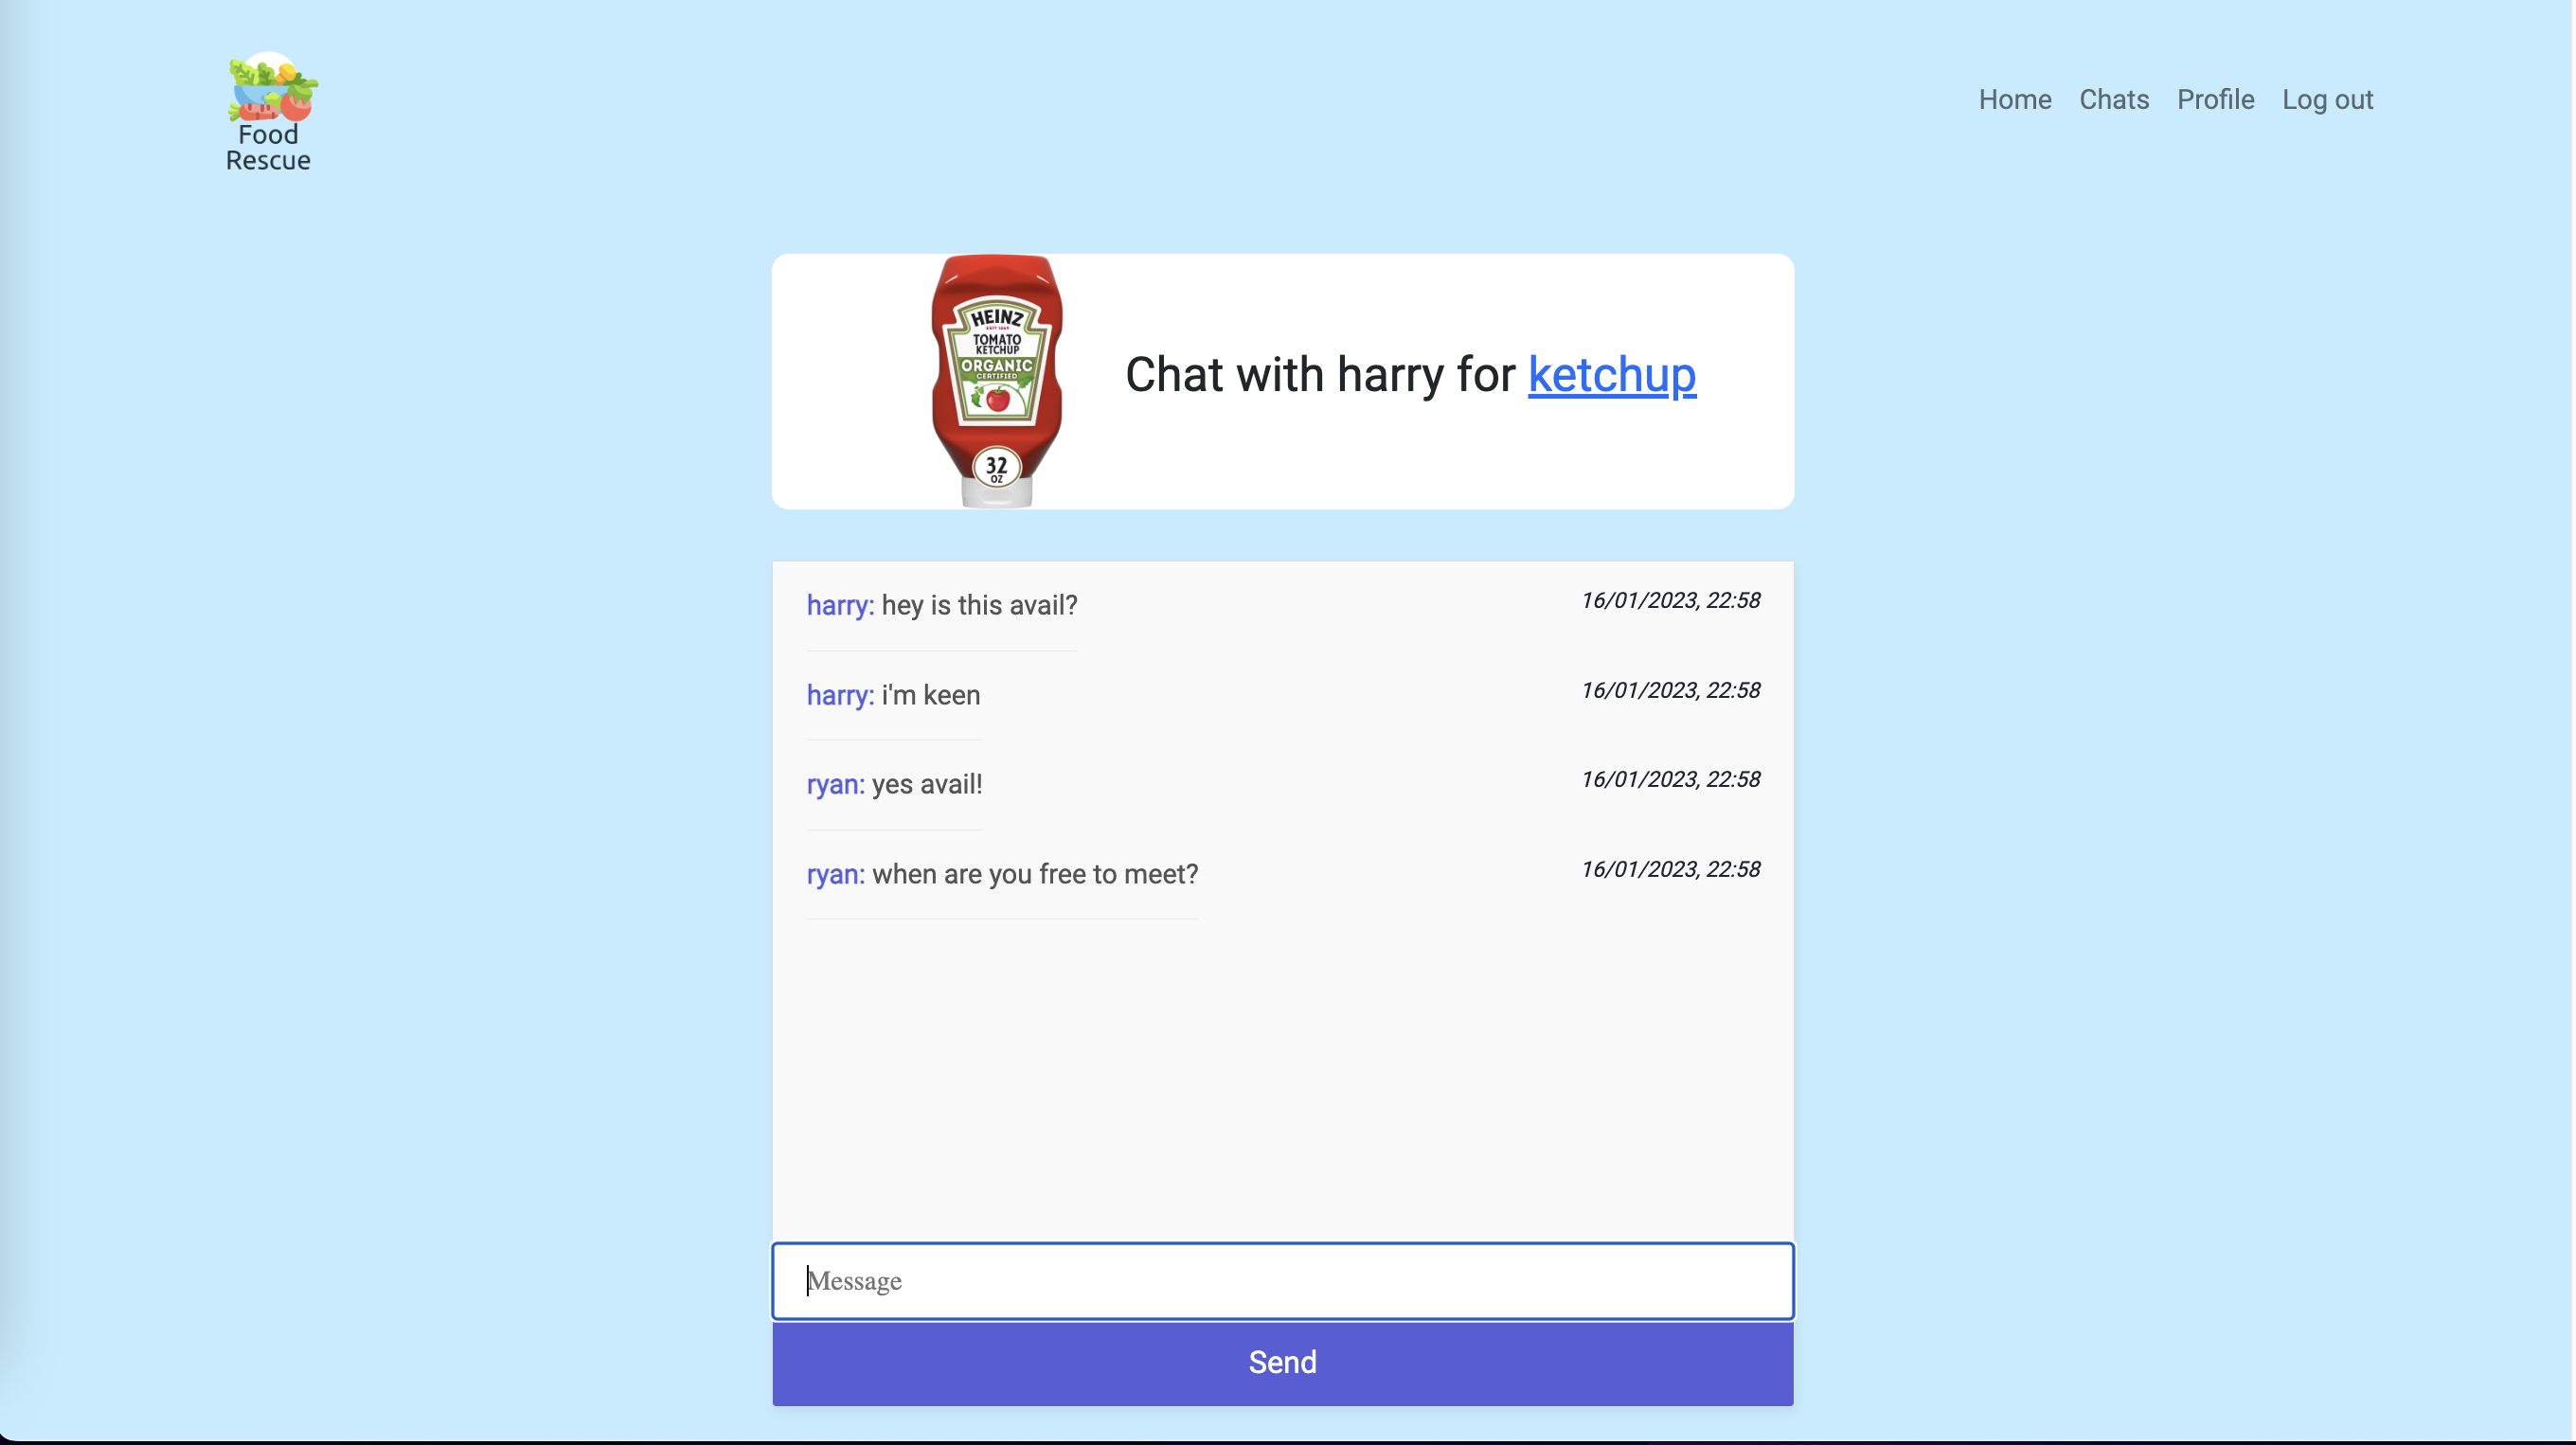 Food
Rescue
Home Chats Profile Log out
HEINZ
ESTD 1869
TOMATO
KETCHUP
ORGANIC
CERTIFIED
32
OZ
Chat with harry for ketchup
harry: hey is this avail? 16/01/2023, 22:58
harry: i'm keen 16/01/2023, 22:58
ryan: yes avail! 16/01/2023, 22:58
ryan: when are you free to meet? 16/01/2023, 22:58
Message
Send